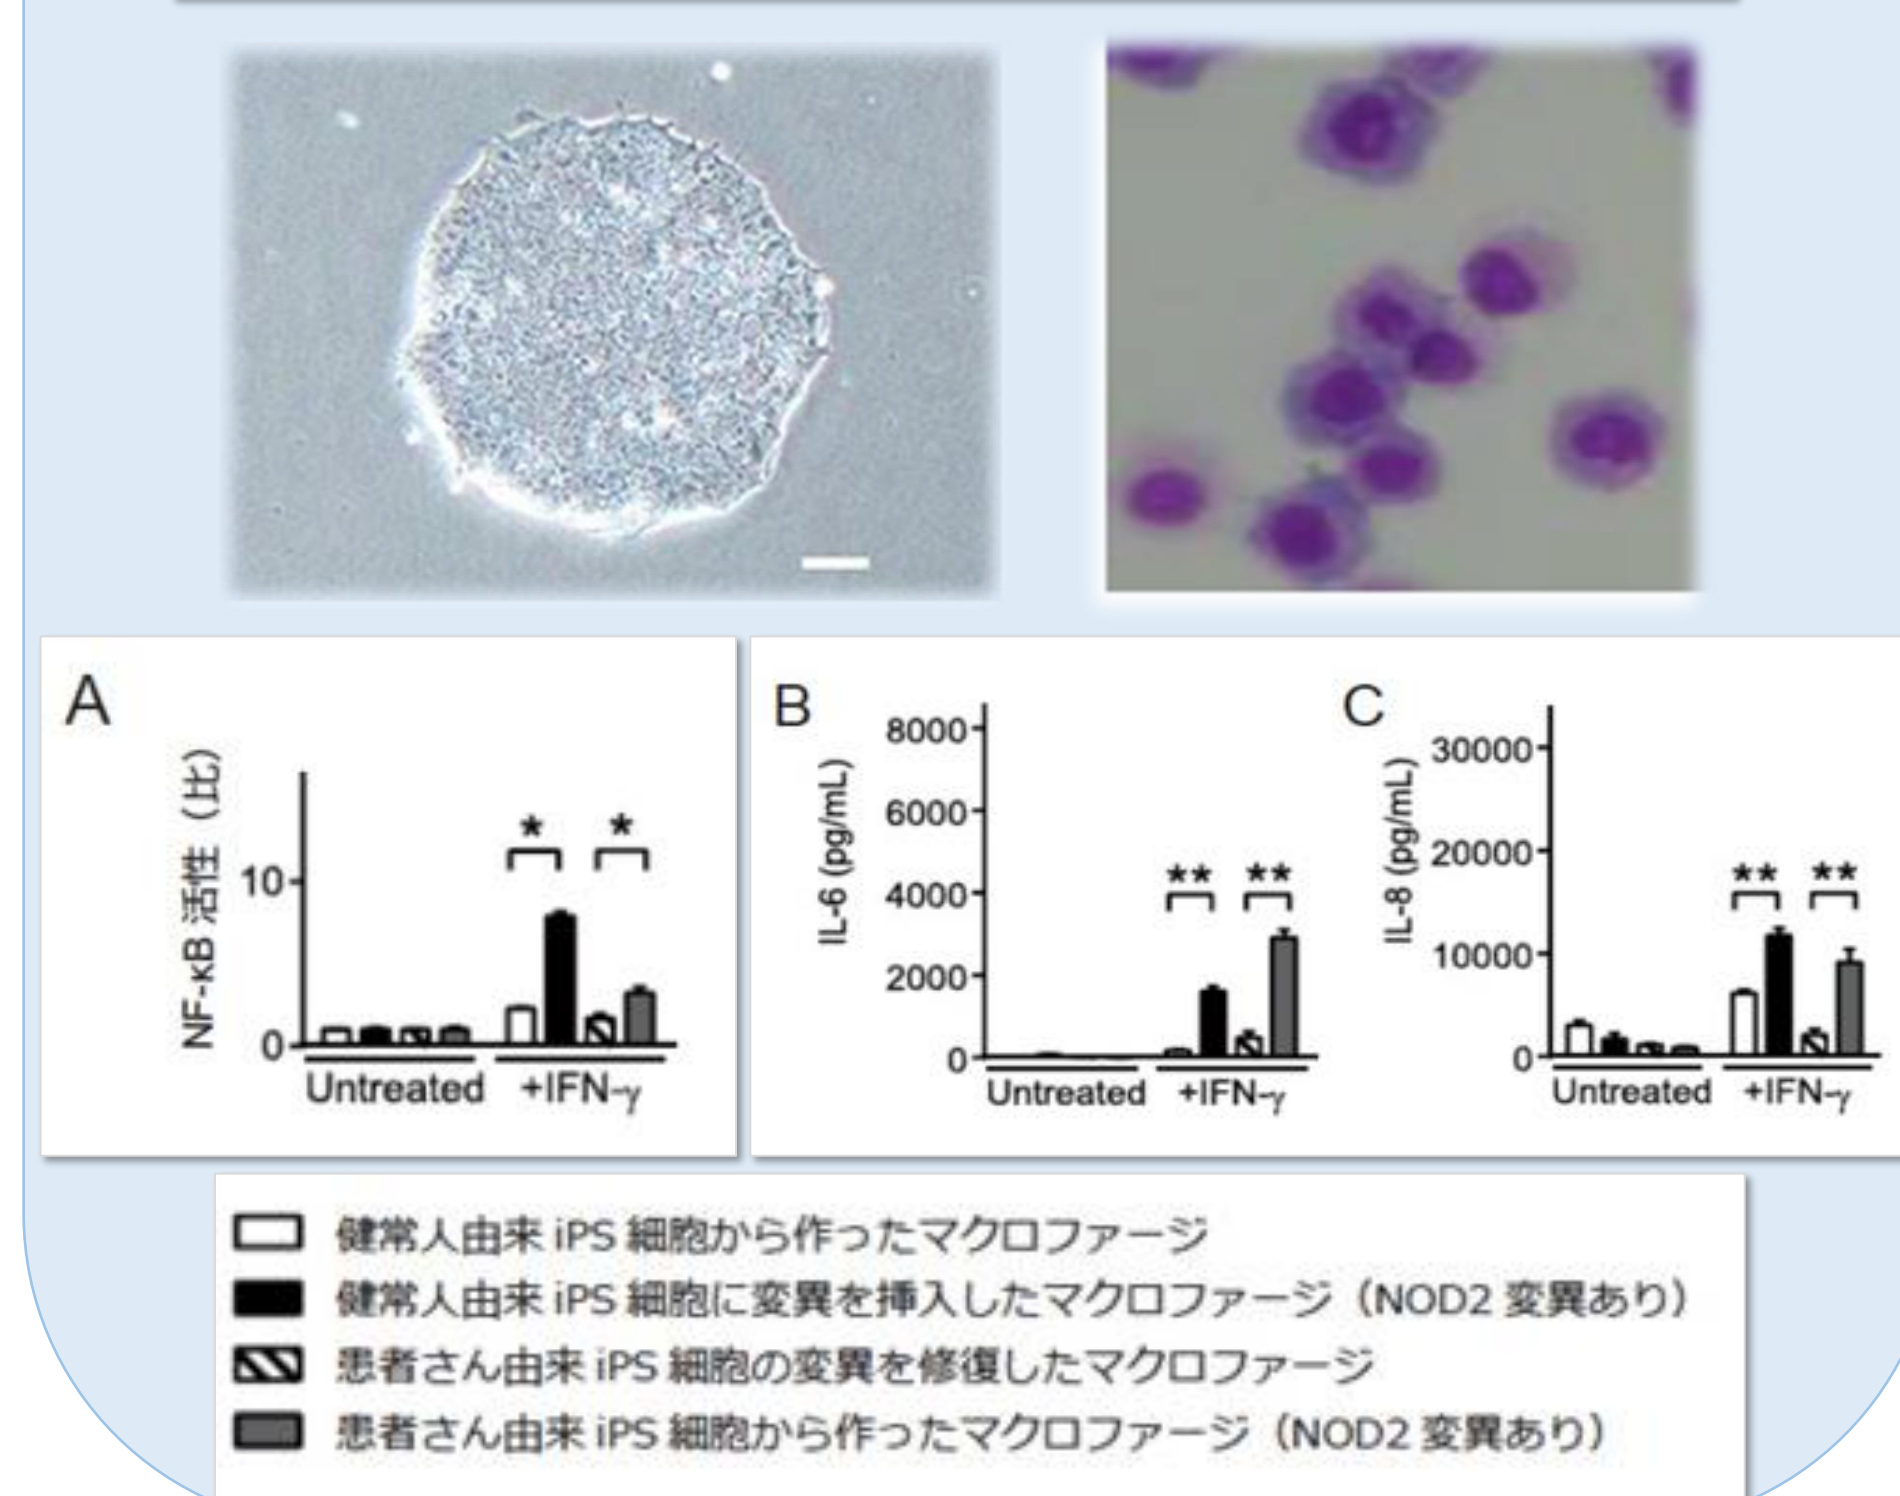 A
NF-κB 活性（比）
10
0
* *
Untreated
+IFN-γ
B
IL-6 (pg/mL)
8000
6000
4000
2000
0
** **
Untreated
+IFN-γ
C
IL-8 (pg/mL)
30000
20000
10000
0
** **
Untreated
+IFN-γ
健常人由来 iPS 細胞から作ったマクロファージ
健常人由来 iPS 細胞に変異を挿入したマクロファージ（NOD2 変異あり）
患者さん由来 iPS 細胞の変異を修復したマクロファージ
患者さん由来 iPS 細胞から作ったマクロファージ（NOD2 変異あり）